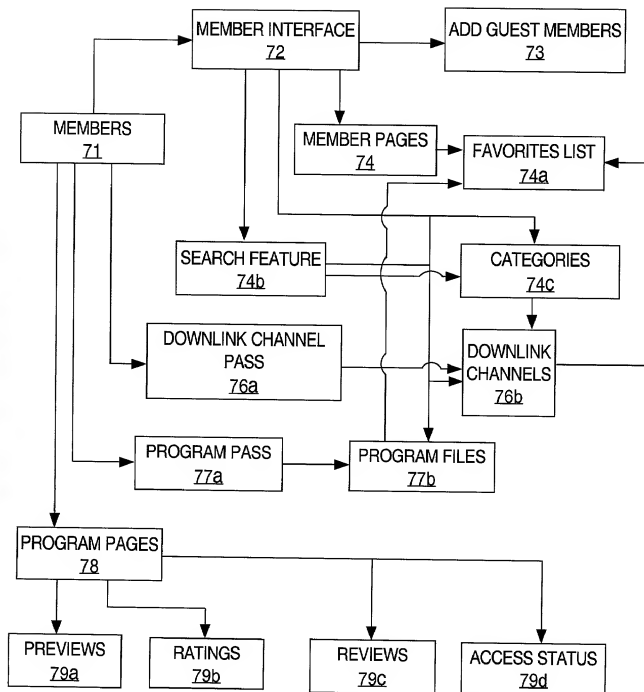 MEMBER INTERFACE
72
ADD GUEST MEMBERS
73
MEMBERS
71
MEMBER PAGES
74
FAVORITES LIST
74a
SEARCH FEATURE
74b
CATEGORIES
74c
DOWNLINK CHANNEL
PASS
76a
DOWNLINK
CHANNELS
76b
PROGRAM PASS
77a
PROGRAM FILES
77b
PROGRAM PAGES
78
PREVIEWS
79a
RATINGS
79b
REVIEWS
79c
ACCESS STATUS
79d